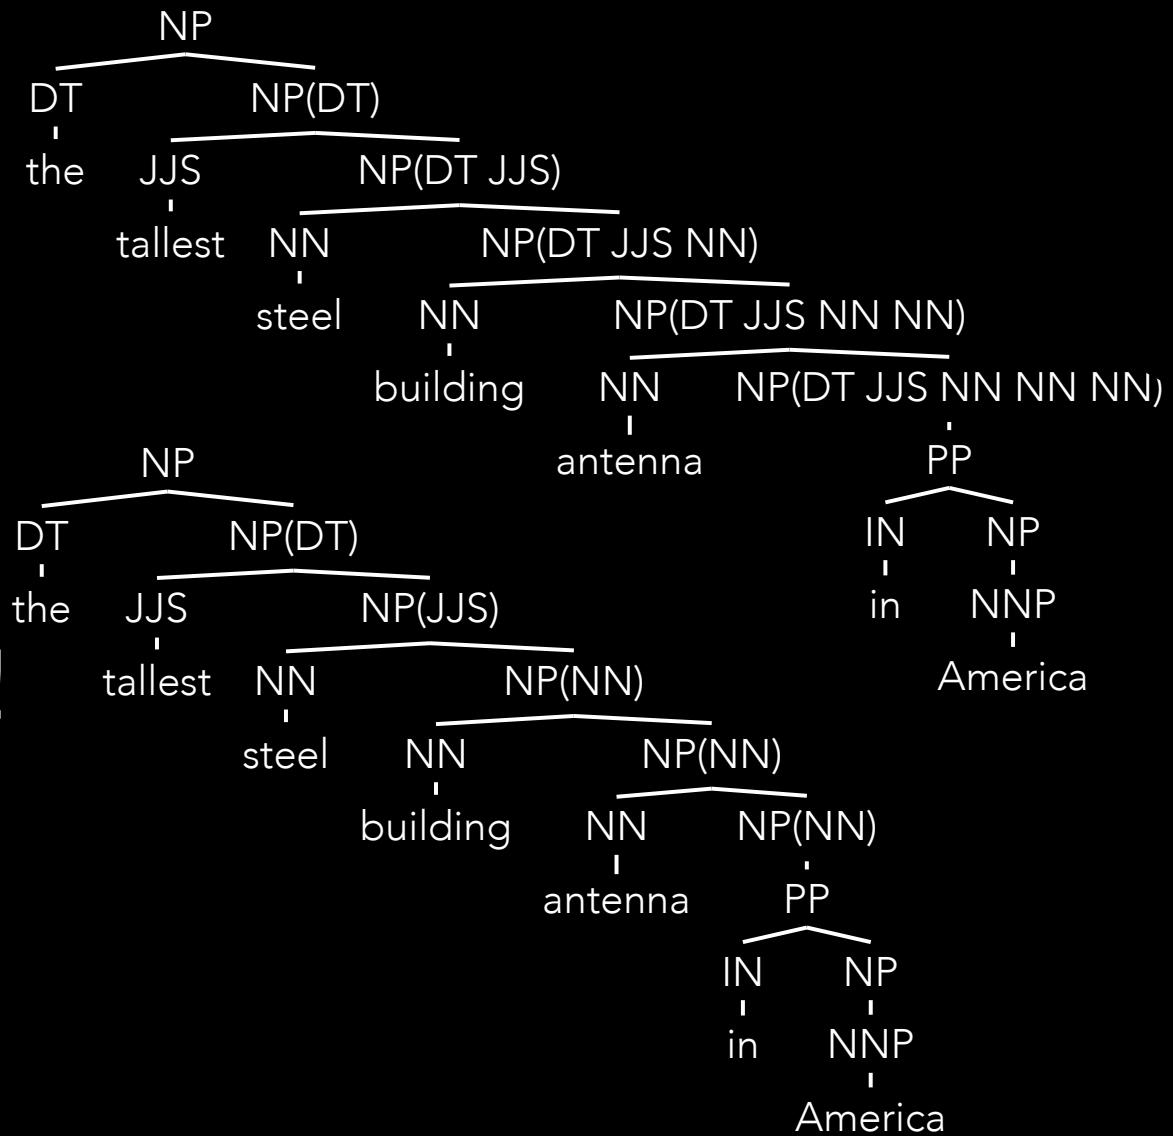 NP
DT NP(DT)
the JJS NP(DT JJS)
tallest NN NP(DT JJS NN)
steel NN NP(DT JJS NN NN)
building NN NP(DT JJS NN NN NN)
antenna PP
IN NP
in NNP
America
NP
DT NP(DT)
the JJS NP(JJS)
tallest NN NP(NN)
steel NN NP(NN)
building NN NP(NN)
antenna PP
IN NP
in NNP
America